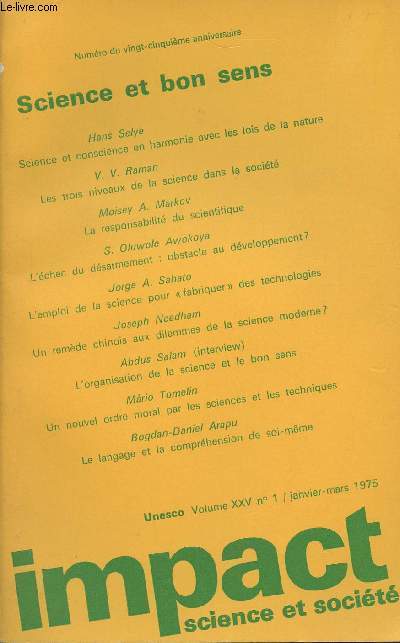 Le-livre.com
Numéro du vingt-cinquième anniversaire
Science et bon sens
Hans Selye
Science et conscience en harmonie avec les lois de la nature
V. V. Raman
Les trois niveaux de la science dans la société
Moisey A. Markov
La responsabilité du scientifique
S. Oluwole Awokoya
L'échec du désarmement : obstacle au développement?
Jorge A. Sabato
L'emploi de la science pour «fabriquer» des technologies
Joseph Needham
Un remède chinois aux dilemmes de la science moderne?
Abdus Salam (interview)
L'organisation de la science et le bon sens
Mário Tomelin
Un nouvel ordre moral par les sciences et les techniques
Bogdan-Daniel Arapu
Le langage et la compréhension de soi-même
Unesco Volume XXV n° 1 / janvier-mars 1975
impact
science et société